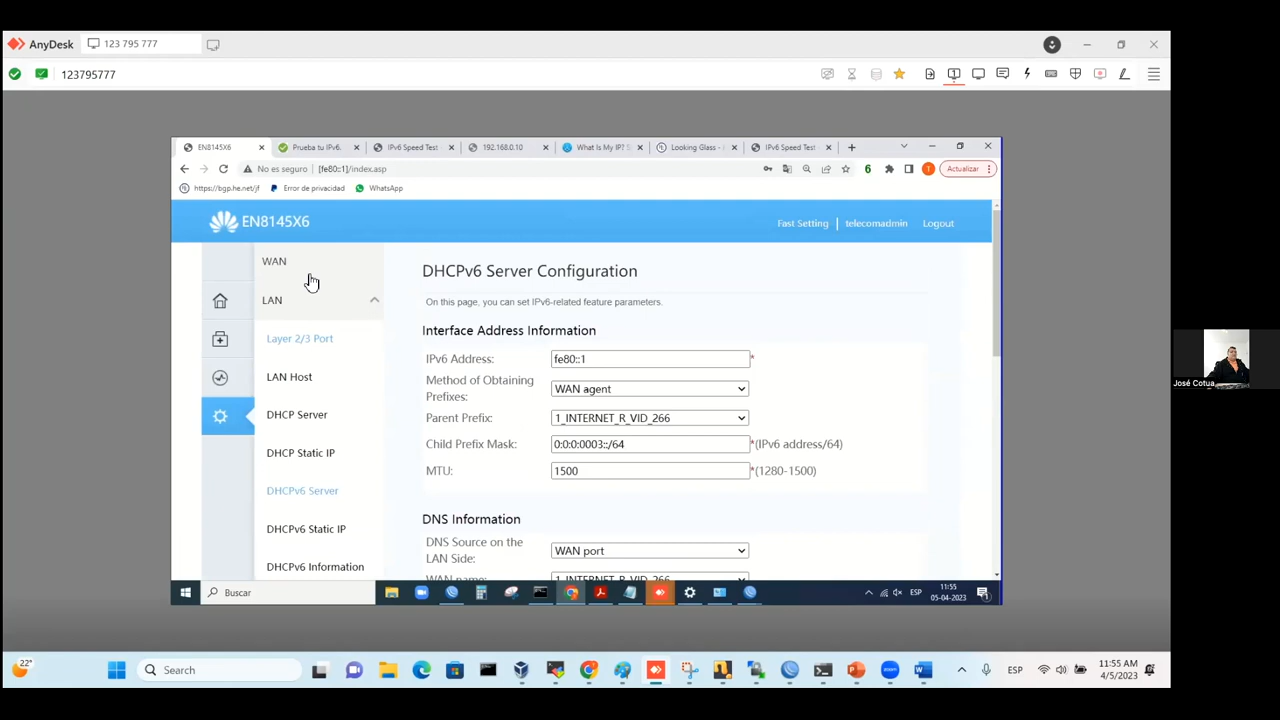 AnyDesk
123 795 777
123795777
1
EN8145X6
Prueba tu IPv6.
IPv6 Speed Test
192.168.0.10
What Is My IP?
Looking Glass -
IPv6 Speed Test
No es seguro
[fe80::1]/index.asp
6
T
Actualizar
https://bgp.he.net/jf
Error de privacidad
WhatsApp
EN8145X6
Fast Setting
telecomadmin
Logout
WAN
LAN
Layer 2/3 Port
LAN Host
DHCP Server
DHCP Static IP
DHCPv6 Server
DHCPv6 Static IP
DHCPv6 Information
DHCPv6 Server Configuration
On this page, you can set IPv6-related feature parameters.
Interface Address Information
IPv6 Address: fe80::1 *
Method of Obtaining
Prefixes: WAN agent
Parent Prefix: 1_INTERNET_R_VID_266
Child Prefix Mask: 0:0:0:0003::/64 *(IPv6 address/64)
MTU: 1500 *(1280-1500)
DNS Information
DNS Source on the
LAN Side: WAN port
WAN name: 1_INTERNET_R_VID_266
Buscar
ESP
11:55
05-04-2023
José Cotua
22°
Search
ESP
11:55 AM
4/5/2023